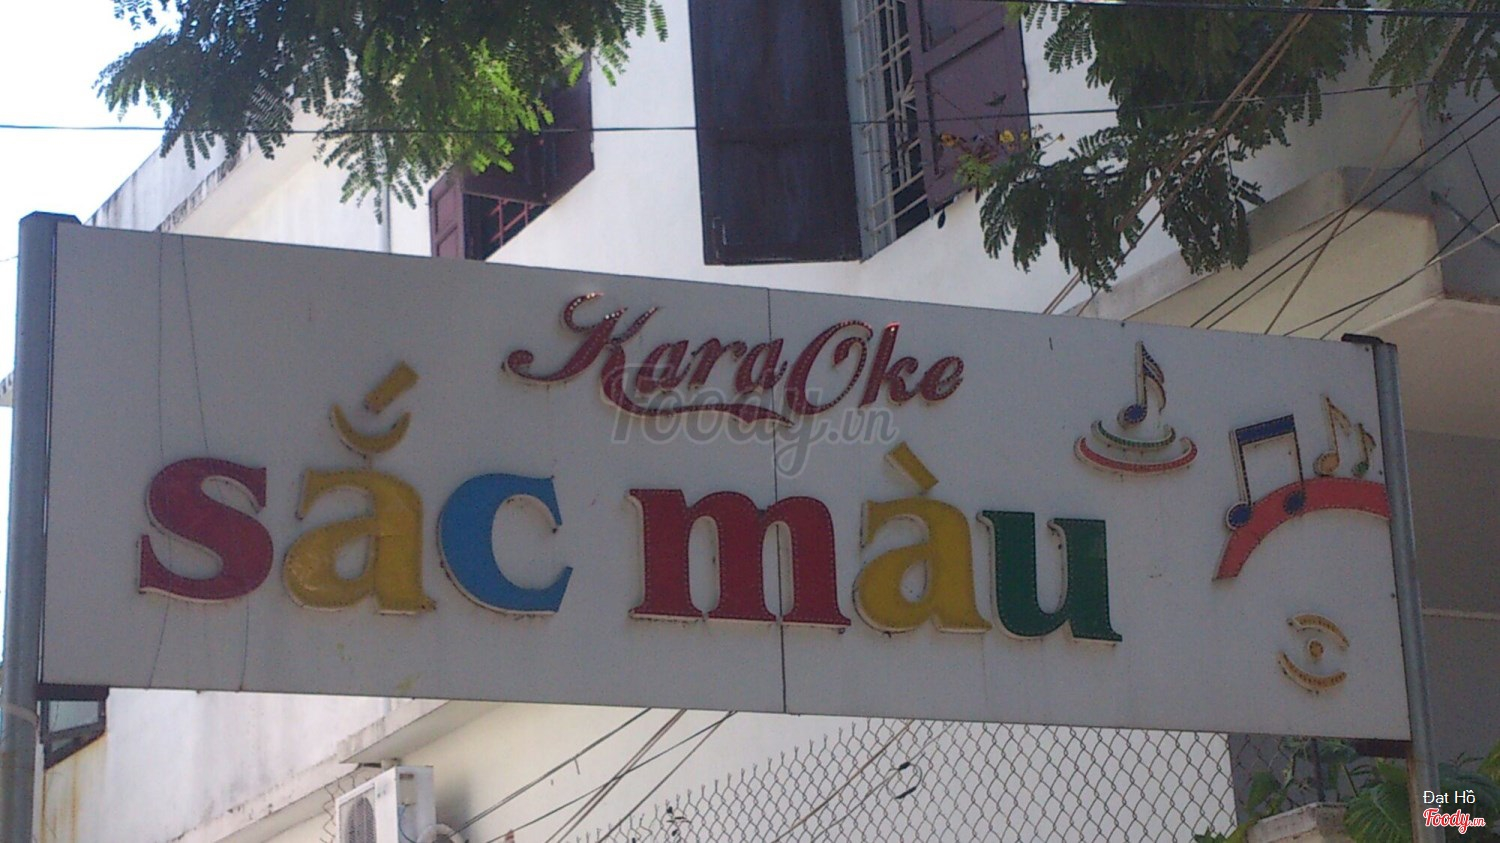 KaraOke
sắc màu
Foody.vn
Đạt Hồ
Foody.vn